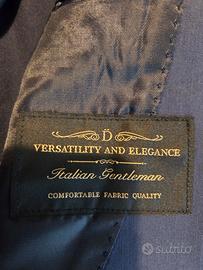 D
VERSATILITY AND ELEGANCE
Italian Gentleman
COMFORTABLE FABRIC QUALITY
subito